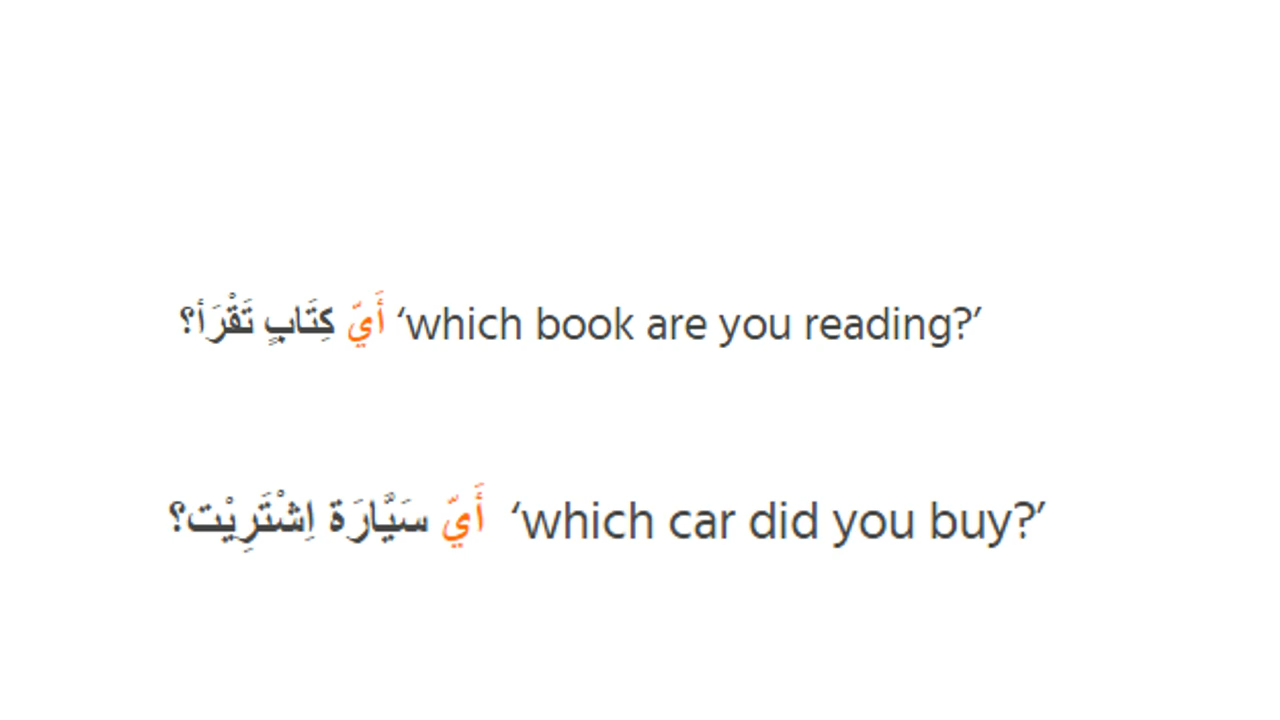 أَيّ كِتَابٍ تَقْرَأ؟ ‘which book are you reading?’
أَيّ سَيَّارَة اِشْتَرِيْت؟ ‘which car did you buy?’